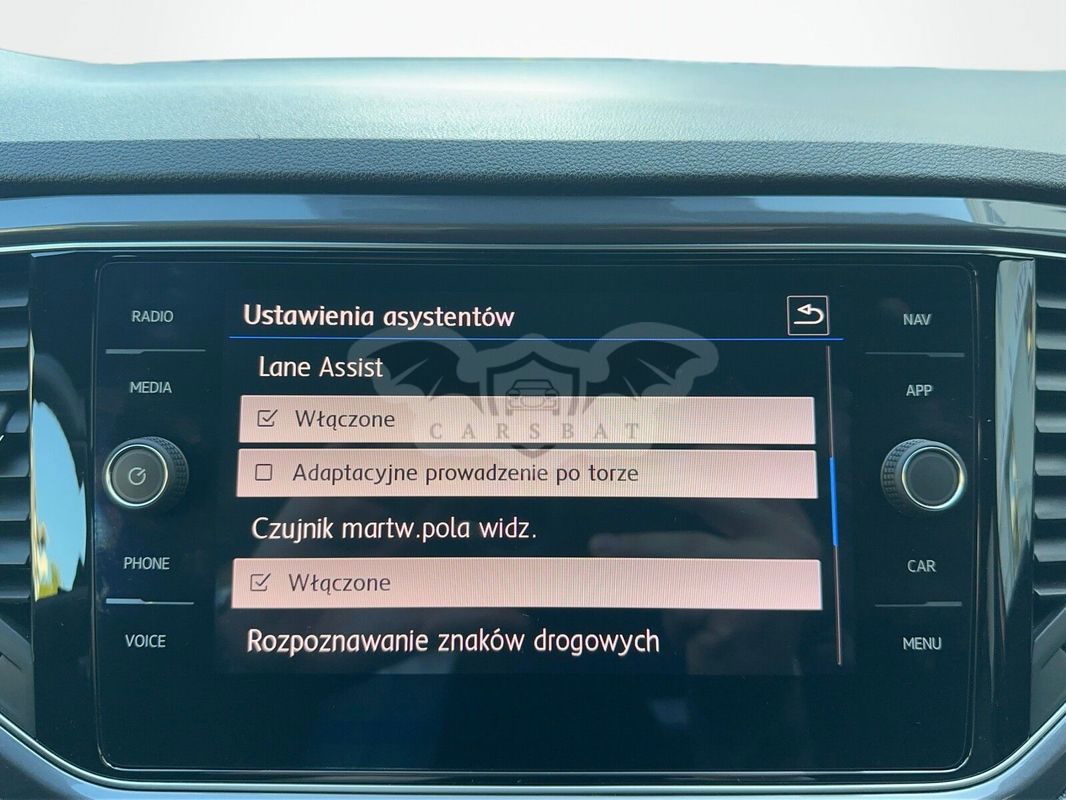 RADIO
MEDIA
PHONE
VOICE
Ustawienia asystentów
Lane Assist
Włączone
Adaptacyjne prowadzenie po torze
Czujnik martw.pola widz.
Włączone
Rozpoznawanie znaków drogowych
CARSBAT
NAV
APP
CAR
MENU